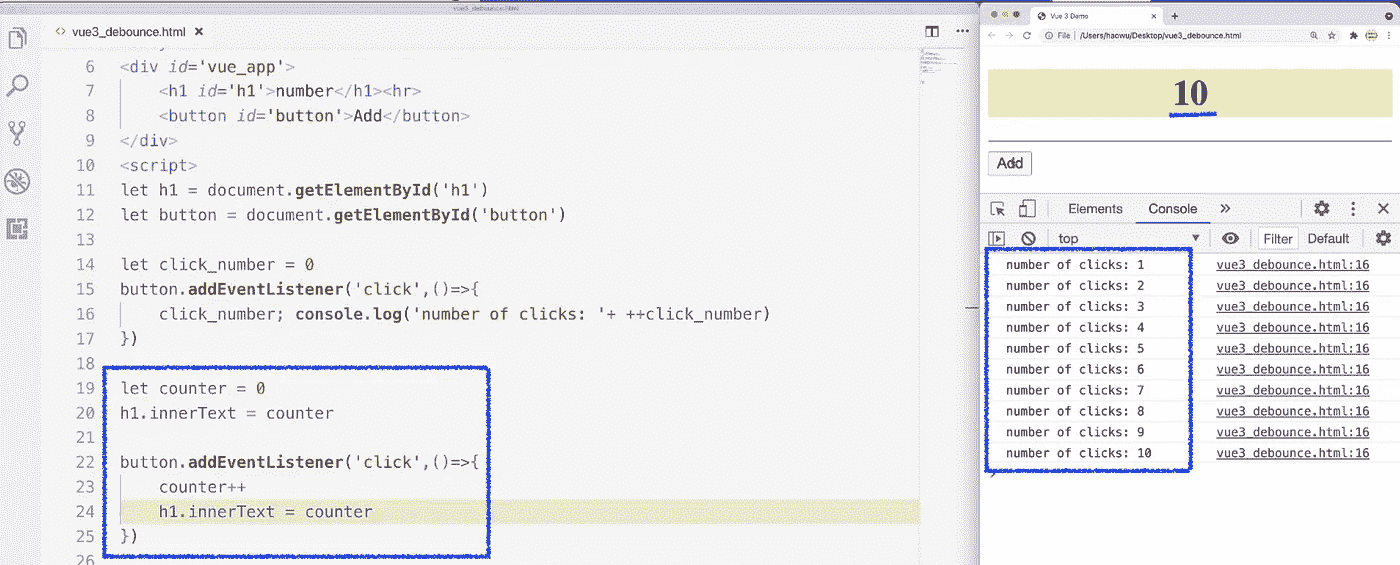 vue3_debounce.html
vue3_debounce.html
6 <div id='vue_app'>
7 <h1 id='h1'>number</h1><hr>
8 <button id='button'>Add</button>
9 </div>
10 <script>
11 let h1 = document.getElementById('h1')
12 let button = document.getElementById('button')
13
14 let click_number = 0
15 button.addEventListener('click',()=>{
16 click_number; console.log('number of clicks: '+ ++click_number)
17 })
18
19 let counter = 0
20 h1.innerText = counter
21
22 button.addEventListener('click',()=>{
23 counter++
24 h1.innerText = counter
25 })
26
Vue 3 Demo
File /Users/haowu/Desktop/vue3_debounce.html
10
Add
Elements Console
top Filter Default
number of clicks: 1 vue3_debounce.html:16
number of clicks: 2 vue3_debounce.html:16
number of clicks: 3 vue3_debounce.html:16
number of clicks: 4 vue3_debounce.html:16
number of clicks: 5 vue3_debounce.html:16
number of clicks: 6 vue3_debounce.html:16
number of clicks: 7 vue3_debounce.html:16
number of clicks: 8 vue3_debounce.html:16
number of clicks: 9 vue3_debounce.html:16
number of clicks: 10 vue3_debounce.html:16